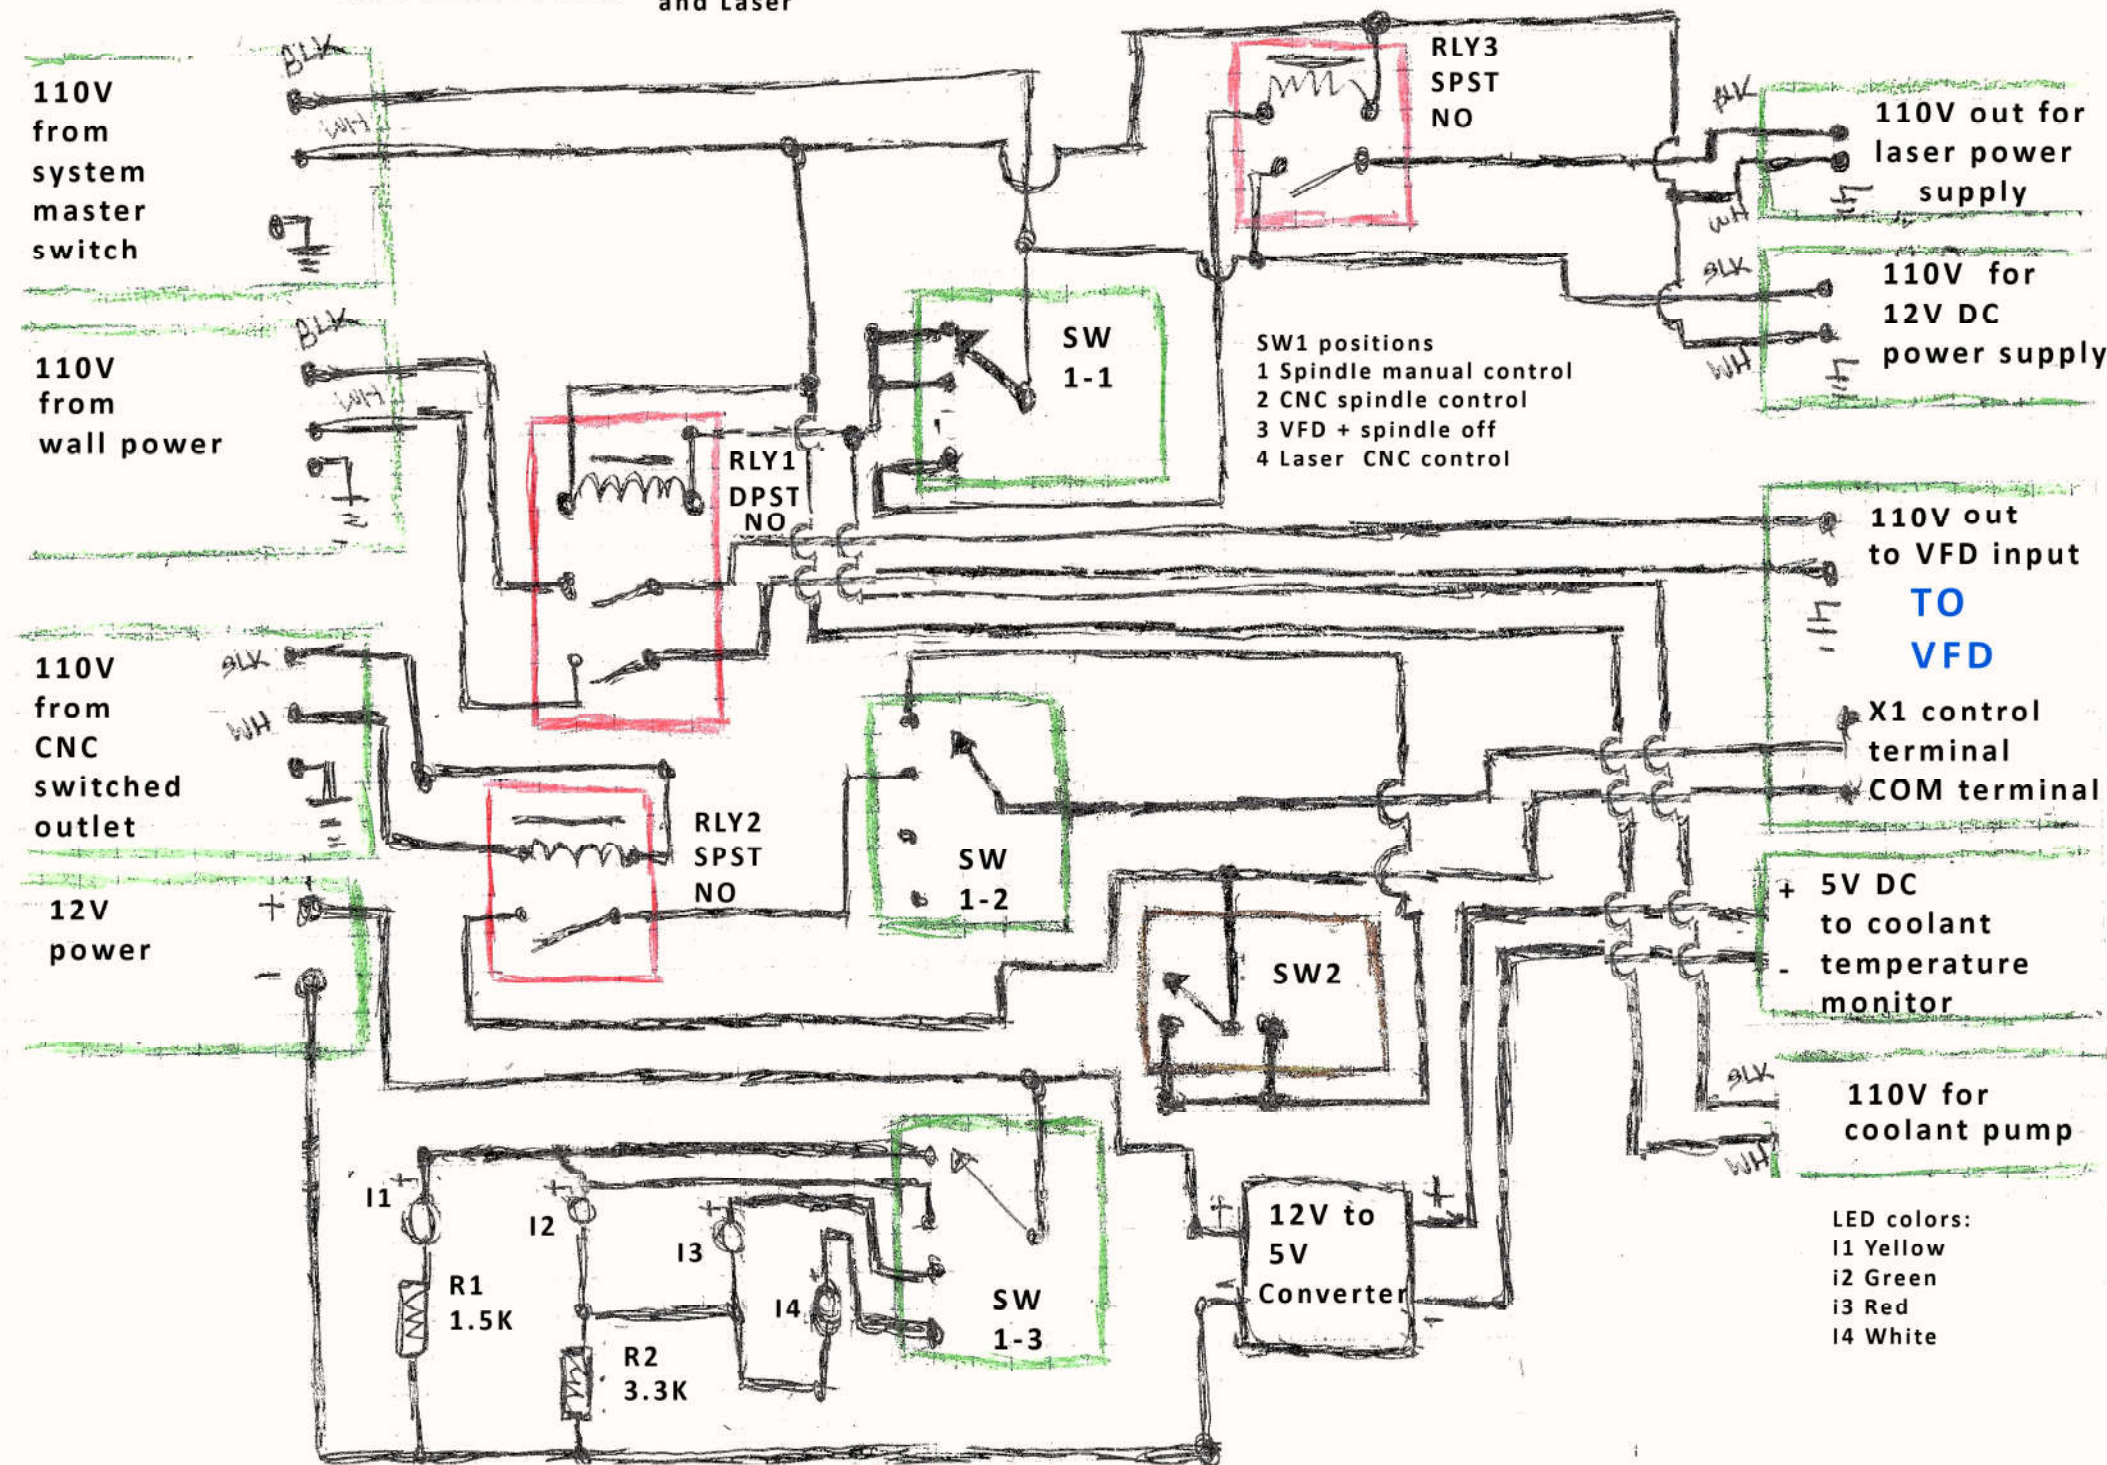 and Laser
BLK
110V
from
system
master
switch
WH
BLK
110V
from
wall power
WH
110V
from
CNC
switched
outlet
BLK
WH
12V
power
+
-
RLY3
SPST
NO
BLK
110V out for
laser power
supply
WH
BLK
110V for
12V DC
power supply
WH
SW
1-1
SW1 positions
1 Spindle manual control
2 CNC spindle control
3 VFD + spindle off
4 Laser CNC control
RLY1
DPST
NO
110V out
to VFD input
TO
VFD
X1 control
terminal
COM terminal
RLY2
SPST
NO
SW
1-2
SW2
+ 5V DC
to coolant
temperature
- monitor
BLK
110V for
coolant pump
WH
I1
+
I2
+
I3
+
I4
+
R1
1.5K
R2
3.3K
SW
1-3
+
12V to
5V
Converter
-
+
-
LED colors:
I1 Yellow
i2 Green
i3 Red
I4 White